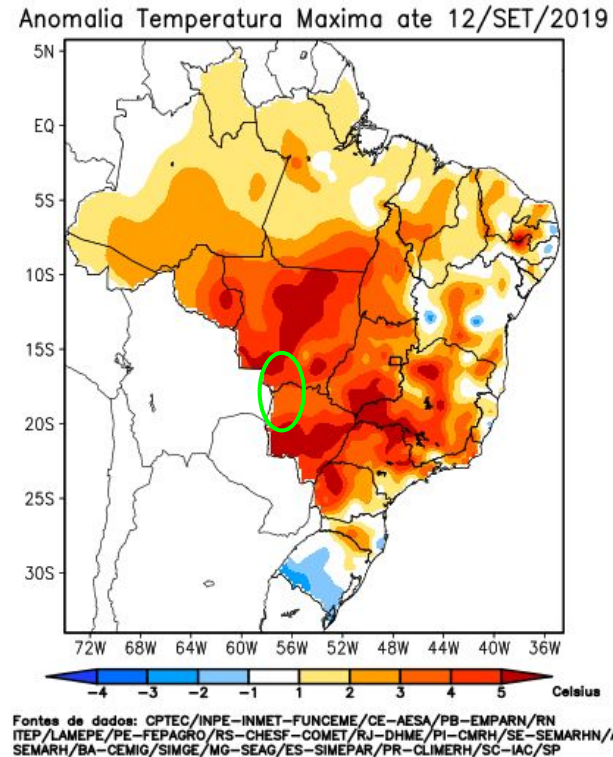 Anomalia Temperatura Maxima ate 12/SET/2019
5N
EQ
5S
10S
15S
20S
25S
30S
72W 68W 64W 60W 56W 52W 48W 44W 40W 36W
-4 -3 -2 -1 1 2 3 4 5 Celsius
Fontes de dados: CPTEC/INPE-INMET-FUNCEME/CE-AESA/PB-EMPARN/RN
ITEP/LAMEPE/PE-FEPAGRO/RS-CHESF-COMET/RJ-DHME/PI-CMRH/SE-SEMARHN/
SEMARH/BA-CEMIG/SIMGE/MG-SEAG/ES-SIMEPAR/PR-CLIMERH/SC-IAC/SP